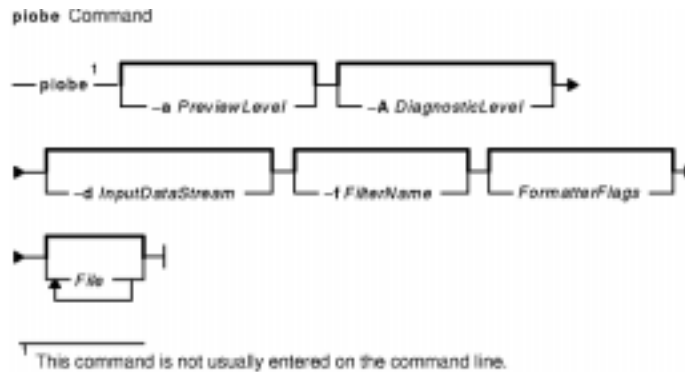 piobe Command
piobe 1 -a PreviewLevel -A DiagnosticLevel
-d InputDataStream -f FilterName FormatterFlags
File
1 This command is not usually entered on the command line.